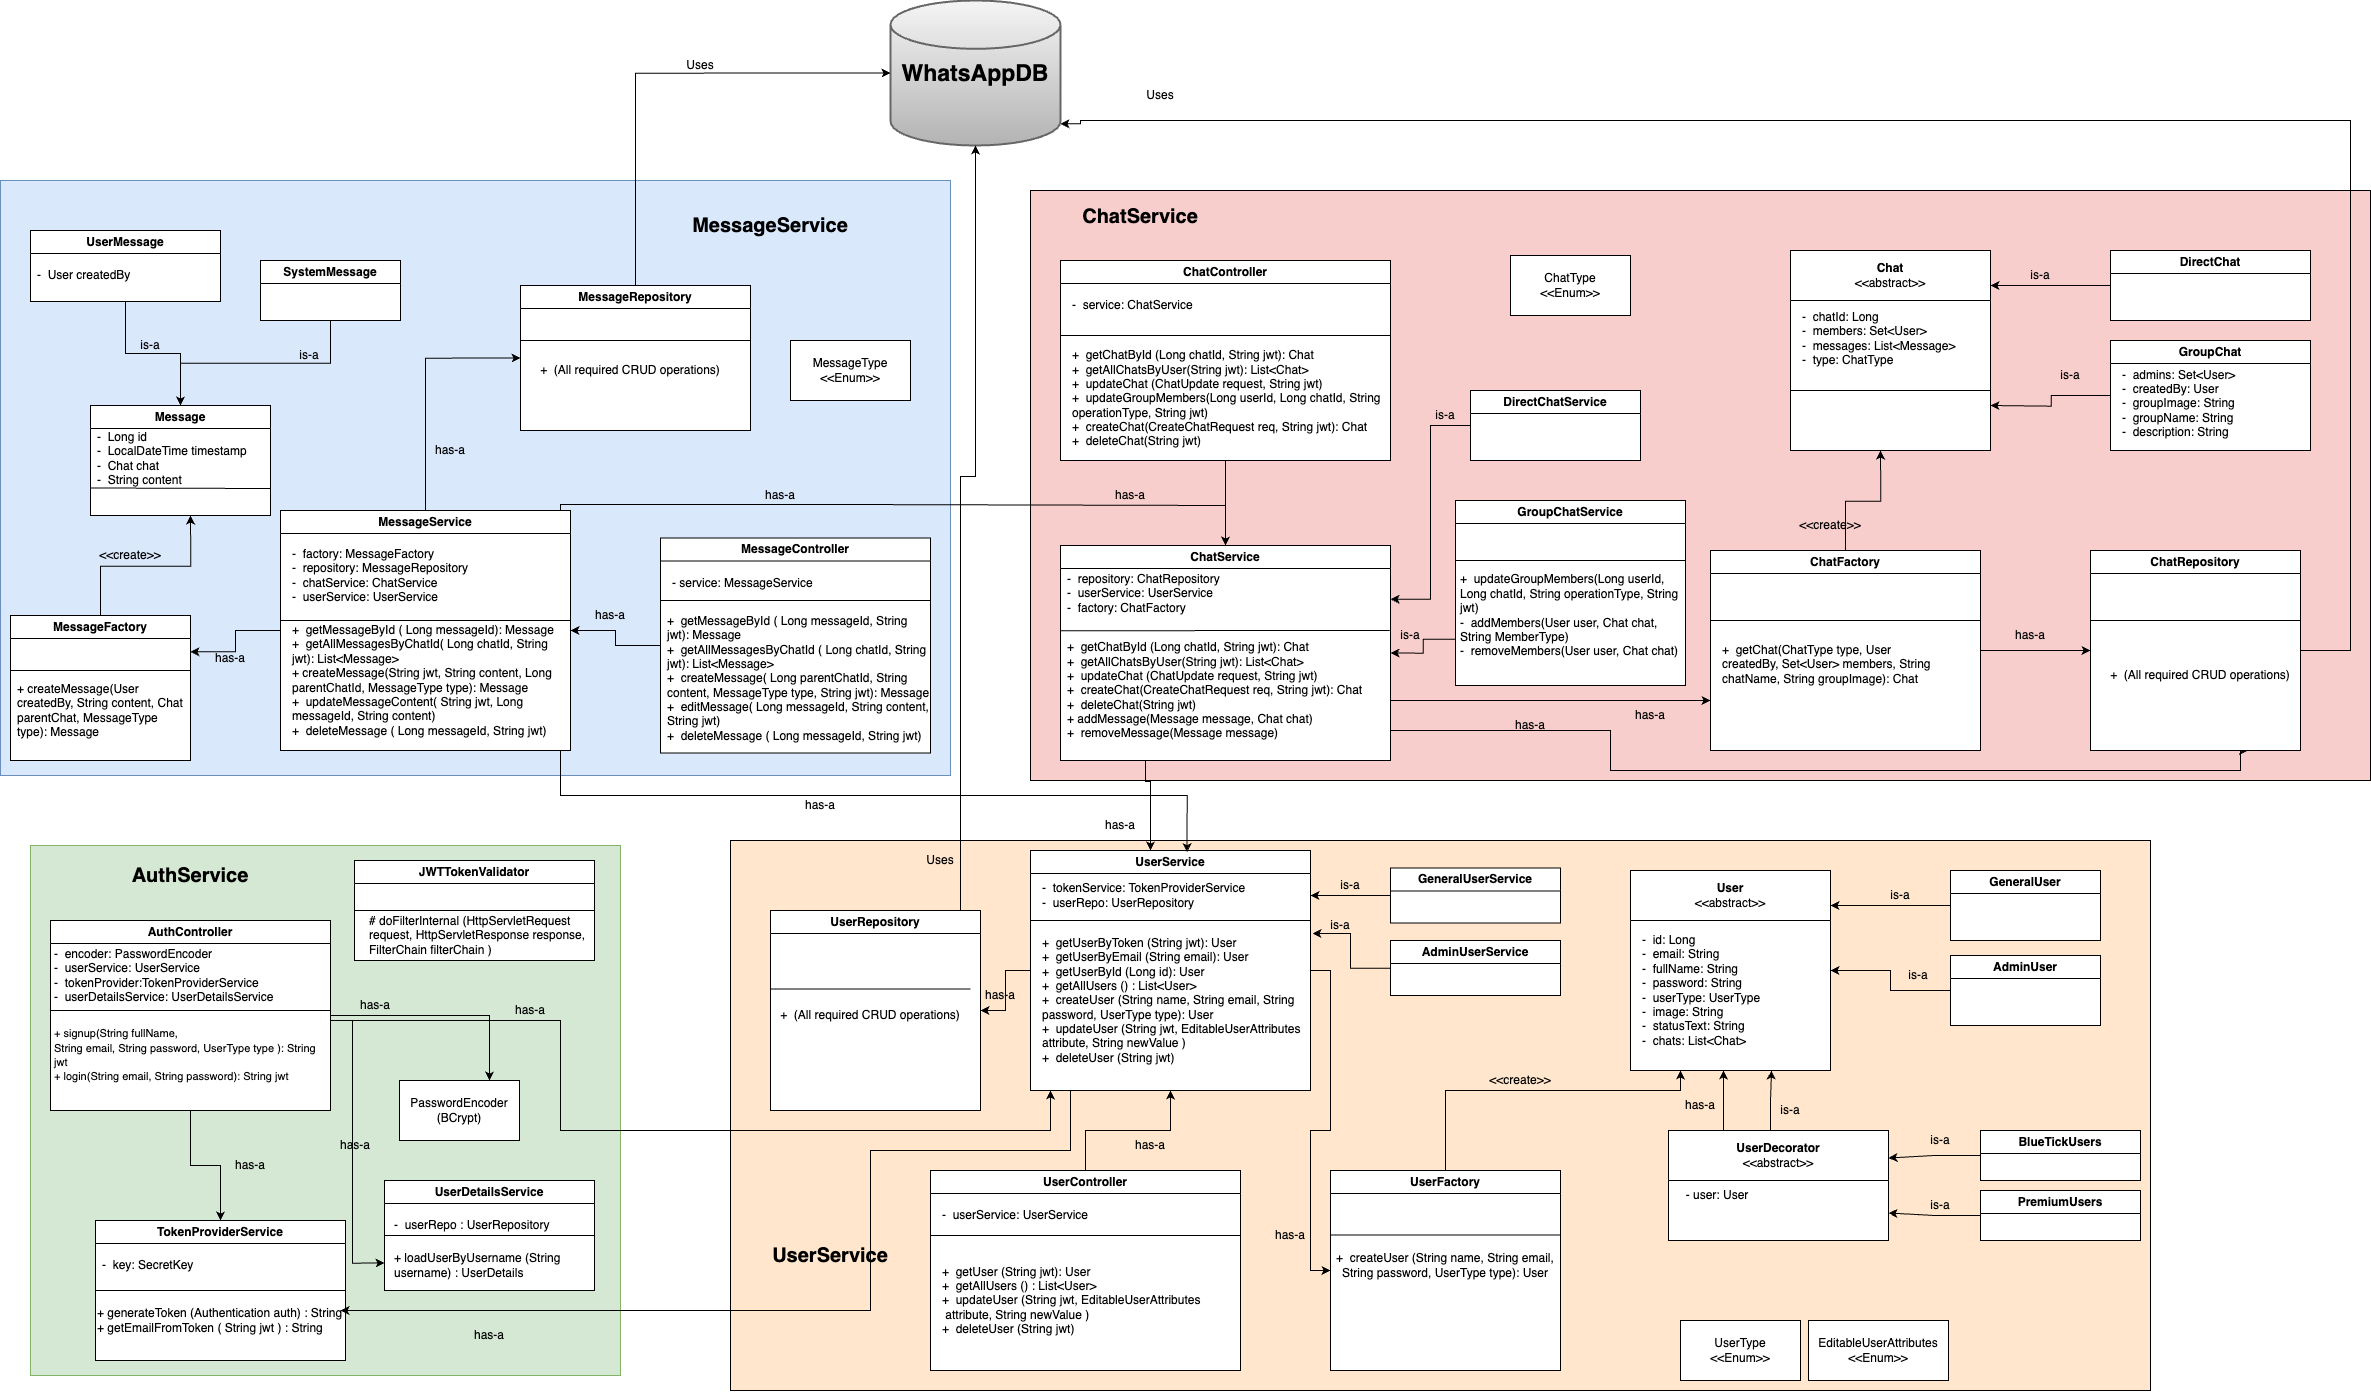 WhatsAppDB
Uses
Uses
MessageService
UserMessage
- User createdBy
SystemMessage
is-a
is-a
MessageRepository
+ (All required CRUD operations)
MessageType
<<Enum>>
Message
- Long id
- LocalDateTime timestamp
- Chat chat
- String content
has-a
has-a
<<create>>
MessageService
- factory: MessageFactory
- repository: MessageRepository
- chatService: ChatService
- userService: UserService
+ getMessageById ( Long messageId): Message
+ getAllMessagesByChatId( Long chatId, String
jwt): List<Message>
+ createMessage(String jwt, String content, Long
parentChatId, MessageType type): Message
+ updateMessageContent( String jwt, Long
messageId, String content)
+ deleteMessage ( Long messageId, String jwt)
MessageController
- service: MessageService
+ getMessageById ( Long messageId, String
jwt): Message
+ getAllMessagesByChatId ( Long chatId, String
jwt): List<Message>
+ createMessage( Long parentChatId, String
content, MessageType type, String jwt): Message
+ editMessage( Long messageId, String content,
String jwt)
+ deleteMessage ( Long messageId, String jwt)
has-a
MessageFactory
+ createMessage(User
createdBy, String content, Chat
parentChat, MessageType
type): Message
has-a
ChatService
ChatController
- service: ChatService
+ getChatById (Long chatId, String jwt): Chat
+ getAllChatsByUser(String jwt): List<Chat>
+ updateChat (ChatUpdate request, String jwt)
+ updateGroupMembers(Long userId, Long chatId, String
operationType, String jwt)
+ createChat(CreateChatRequest req, String jwt): Chat
+ deleteChat(String jwt)
ChatType
<<Enum>>
Chat
<<abstract>>
- chatId: Long
- members: Set<User>
- messages: List<Message>
- type: ChatType
is-a
DirectChat
is-a
GroupChat
- admins: Set<User>
- createdBy: User
- groupImage: String
- groupName: String
- description: String
is-a
DirectChatService
has-a
GroupChatService
+ updateGroupMembers(Long userId,
Long chatId, String operationType, String
jwt)
- addMembers(User user, Chat chat,
String MemberType)
- removeMembers(User user, Chat chat)
is-a
<<create>>
ChatService
- repository: ChatRepository
- userService: UserService
- factory: ChatFactory
+ getChatById (Long chatId, String jwt): Chat
+ getAllChatsByUser(String jwt): List<Chat>
+ updateChat (ChatUpdate request, String jwt)
+ createChat(CreateChatRequest req, String jwt): Chat
+ deleteChat(String jwt)
+ addMessage(Message message, Chat chat)
+ removeMessage(Message message)
ChatFactory
+ getChat(ChatType type, User
createdBy, Set<User> members, String
chatName, String groupImage): Chat
has-a
ChatRepository
+ (All required CRUD operations)
has-a
has-a
has-a
has-a
AuthService
JWTTokenValidator
# doFilterInternal (HttpServletRequest
request, HttpServletResponse response,
FilterChain filterChain )
AuthController
- encoder: PasswordEncoder
- userService: UserService
- tokenProvider:TokenProviderService
- userDetailsService: UserDetailsService
+ signup(String fullName,
String email, String password, UserType type ): String
jwt
+ login(String email, String password): String jwt
has-a
has-a
PasswordEncoder
(BCrypt)
has-a
has-a
UserDetailsService
- userRepo : UserRepository
+ loadUserByUsername (String
username) : UserDetails
TokenProviderService
- key: SecretKey
+ generateToken (Authentication auth) : String
+ getEmailFromToken ( String jwt ) : String
has-a
Uses
UserRepository
+ (All required CRUD operations)
has-a
UserService
- tokenService: TokenProviderService
- userRepo: UserRepository
+ getUserByToken (String jwt): User
+ getUserByEmail (String email): User
+ getUserById (Long id): User
+ getAllUsers () : List<User>
+ createUser (String name, String email, String
password, UserType type): User
+ updateUser (String jwt, EditableUserAttributes
attribute, String newValue )
+ deleteUser (String jwt)
is-a
GeneralUserService
is-a
AdminUserService
User
<<abstract>>
- id: Long
- email: String
- fullName: String
- password: String
- userType: UserType
- image: String
- statusText: String
- chats: List<Chat>
is-a
GeneralUser
is-a
AdminUser
<<create>>
has-a
is-a
has-a
UserDecorator
<<abstract>>
- user: User
is-a
BlueTickUsers
is-a
PremiumUsers
UserService
UserController
- userService: UserService
+ getUser (String jwt): User
+ getAllUsers () : List<User>
+ updateUser (String jwt, EditableUserAttributes
attribute, String newValue )
+ deleteUser (String jwt)
has-a
UserFactory
+ createUser (String name, String email,
String password, UserType type): User
UserType
<<Enum>>
EditableUserAttributes
<<Enum>>